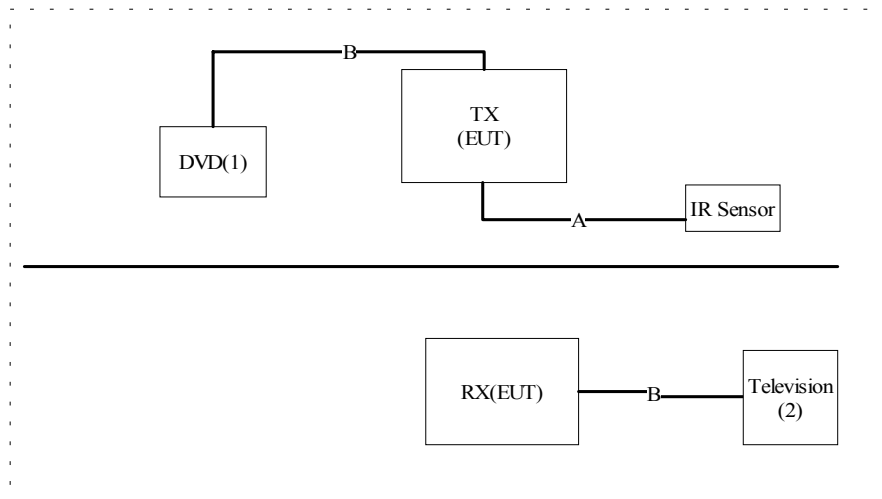 B
TX
(EUT)
DVD(1)
IR Sensor
A
RX(EUT)
B
Television
(2)